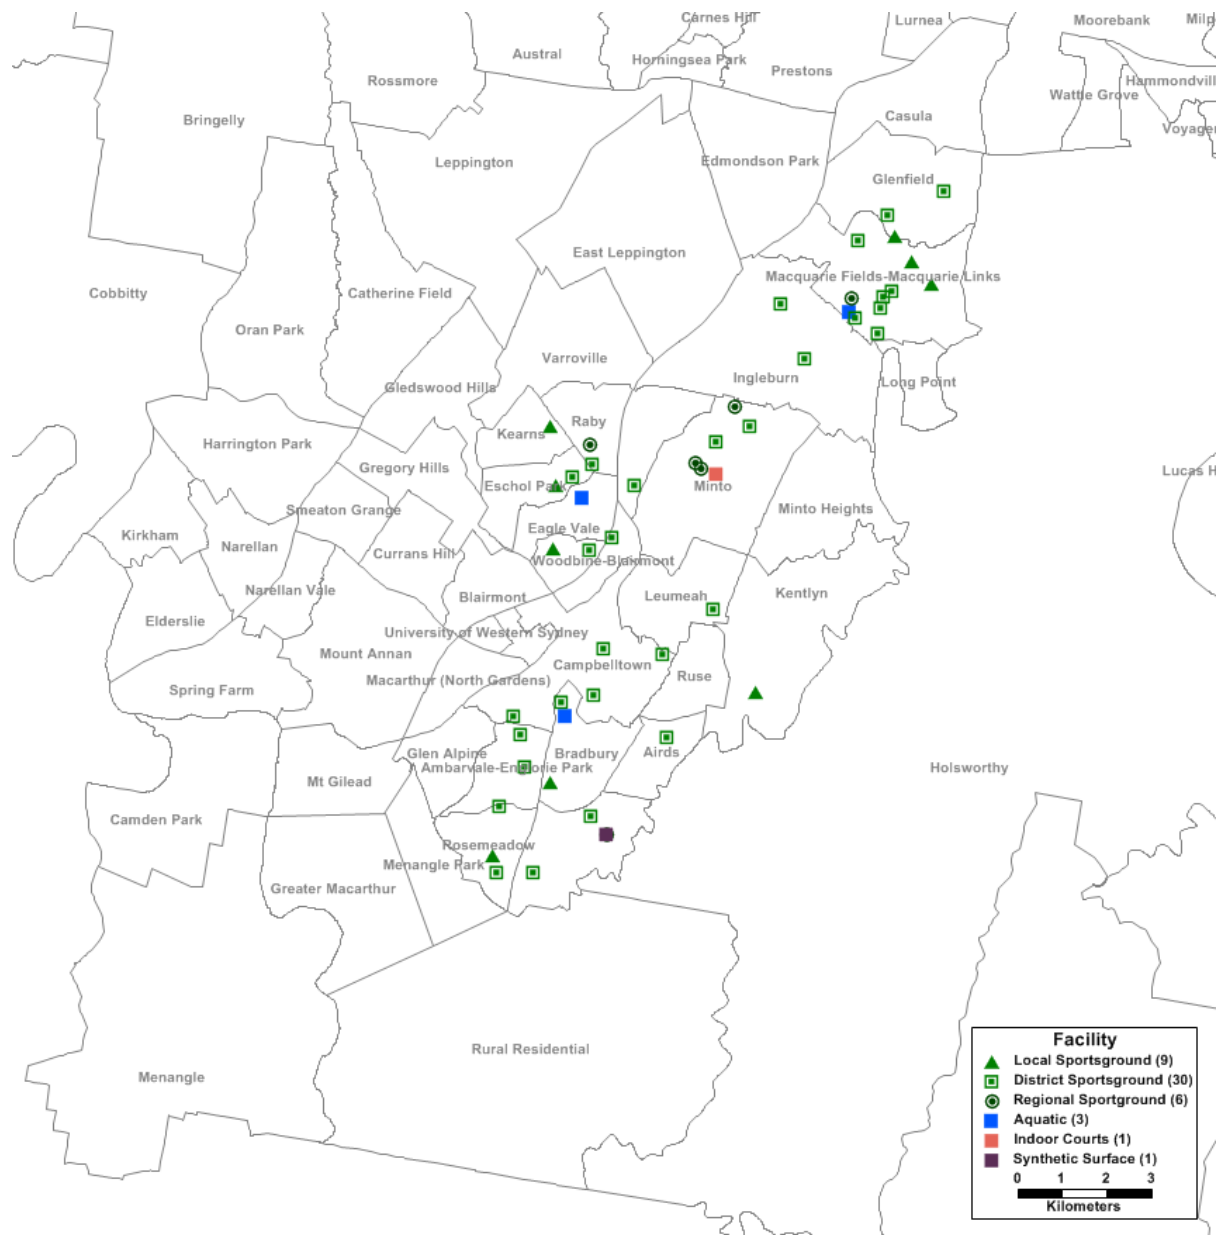 Carnes Hill
Lurnea
Moorebank
Milp
Austral
Horningsea Park
Prestons
Rossmore
Hammondvill
Wattle Grove
Bringelly
Casula
Voyager
Leppington
Edmondson Park
Glenfield
East Leppington
Macquarie Fields-Macquarie Links
Cobbitty
Catherine Field
Oran Park
Varroville
Ingleburn
Long Point
Gledswood Hills
Raby
Kearns
Harrington Park
Gregory Hills
Lucas H
Eschol Park
Minto
Smeaton Grange
Minto Heights
Eagle Vale
Kirkham
Narellan
Currans Hill
Woodbine-Blairmont
Narellan Vale
Blairmont
Leumeah
Kentlyn
Elderslie
University of Western Sydney
Mount Annan
Campbelltown
Macarthur (North Gardens)
Ruse
Spring Farm
Glen Alpine
Bradbury
Airds
Ambarvale-Englorie Park
Holsworthy
Mt Gilead
Camden Park
Rosemeadow
Menangle Park
Greater Macarthur
Rural Residential
Menangle
Facility
Local Sportsground (9)
District Sportsground (30)
Regional Sportground (6)
Aquatic (3)
Indoor Courts (1)
Synthetic Surface (1)
0 1 2 3
Kilometers